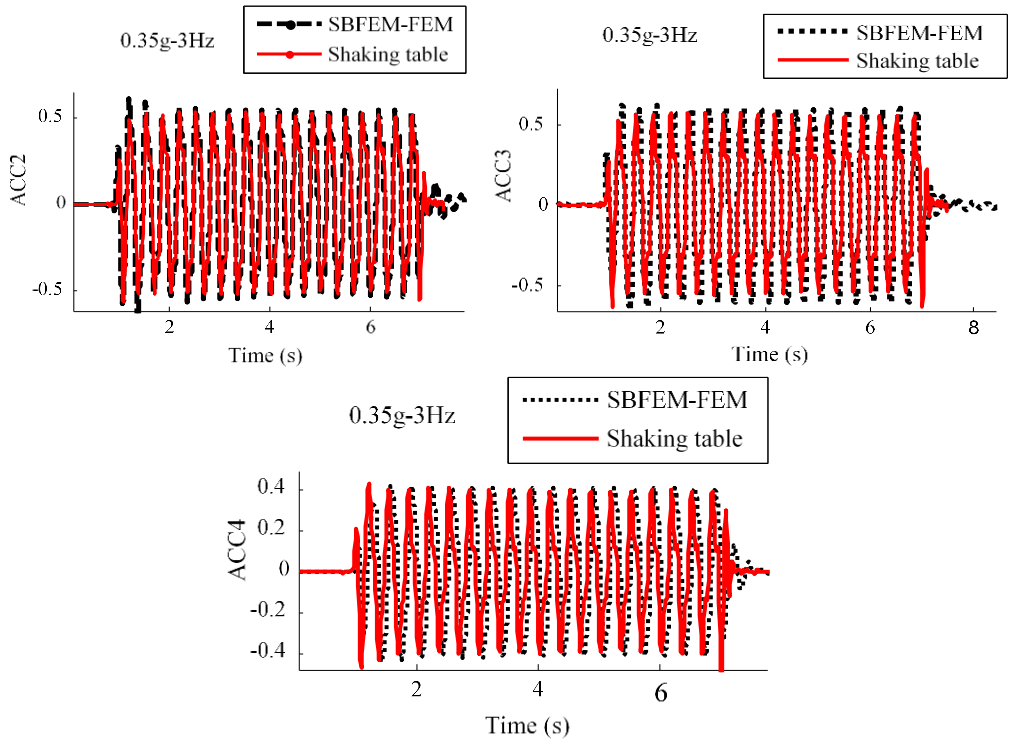 0.35g-3Hz
SBFEM-FEM
Shaking table
ACC2
0.5
0
-0.5
2
4
6
Time (s)
0.35g-3Hz
SBFEM-FEM
Shaking table
ACC3
0.5
0
-0.5
2
4
6
8
Time (s)
0.35g-3Hz
SBFEM-FEM
Shaking table
ACC4
0.4
0.2
0
-0.2
-0.4
2
4
6
Time (s)